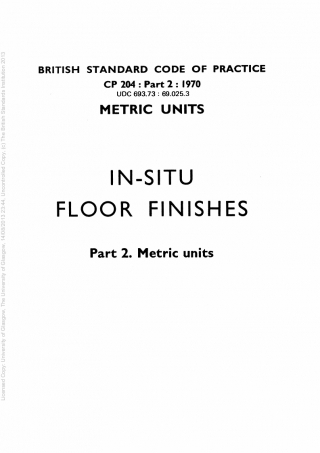 BRITISH STANDARD CODE OF PRACTICE
CP 204 : Part 2 : 1970
UDC 693.73 : 69.025.3
METRIC UNITS
IN-SITU
FLOOR FINISHES
Part 2. Metric units
Licensed Copy: University of Glasgow, The University of Glasgow, 14/09/2013 23:44, Uncontrolled Copy, (c) The British Standards Institution 2013